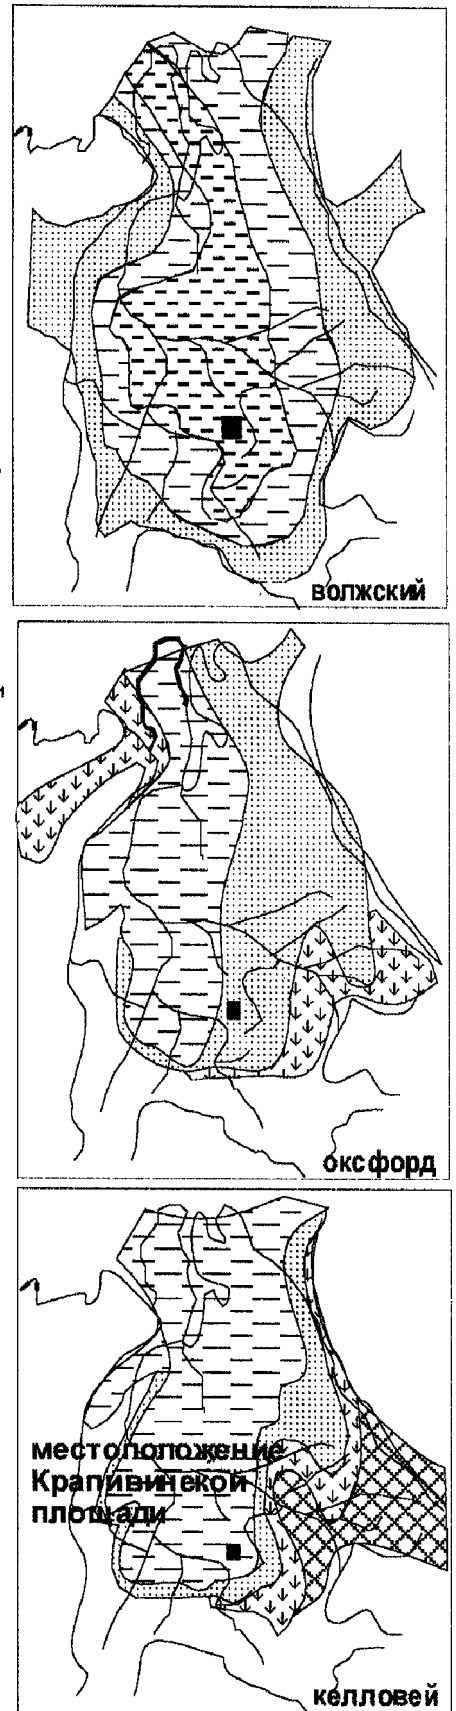 волжский
оксфорд
местоположение
Крапивинской
площади
келловей